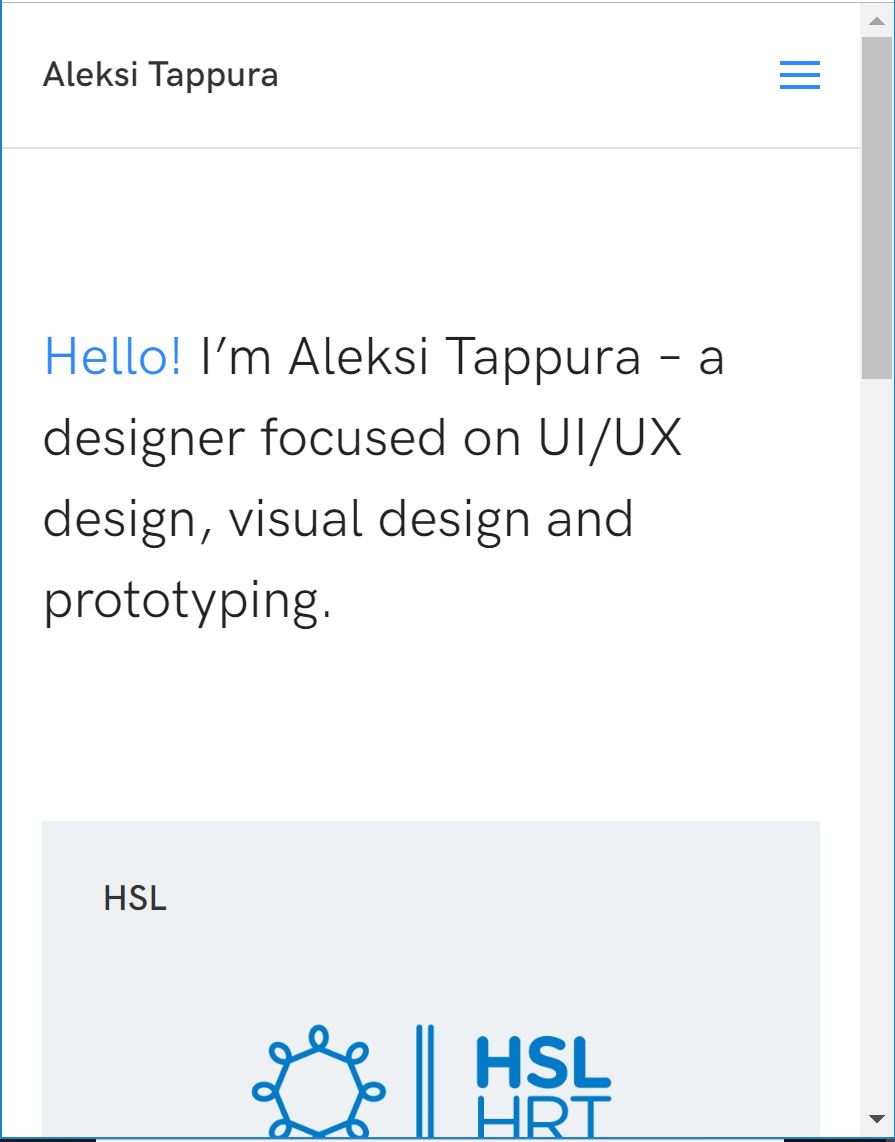 Aleksi Tappura
Hello! I’m Aleksi Tappura – a
designer focused on UI/UX
design, visual design and
prototyping.
HSL
HSL
HRT